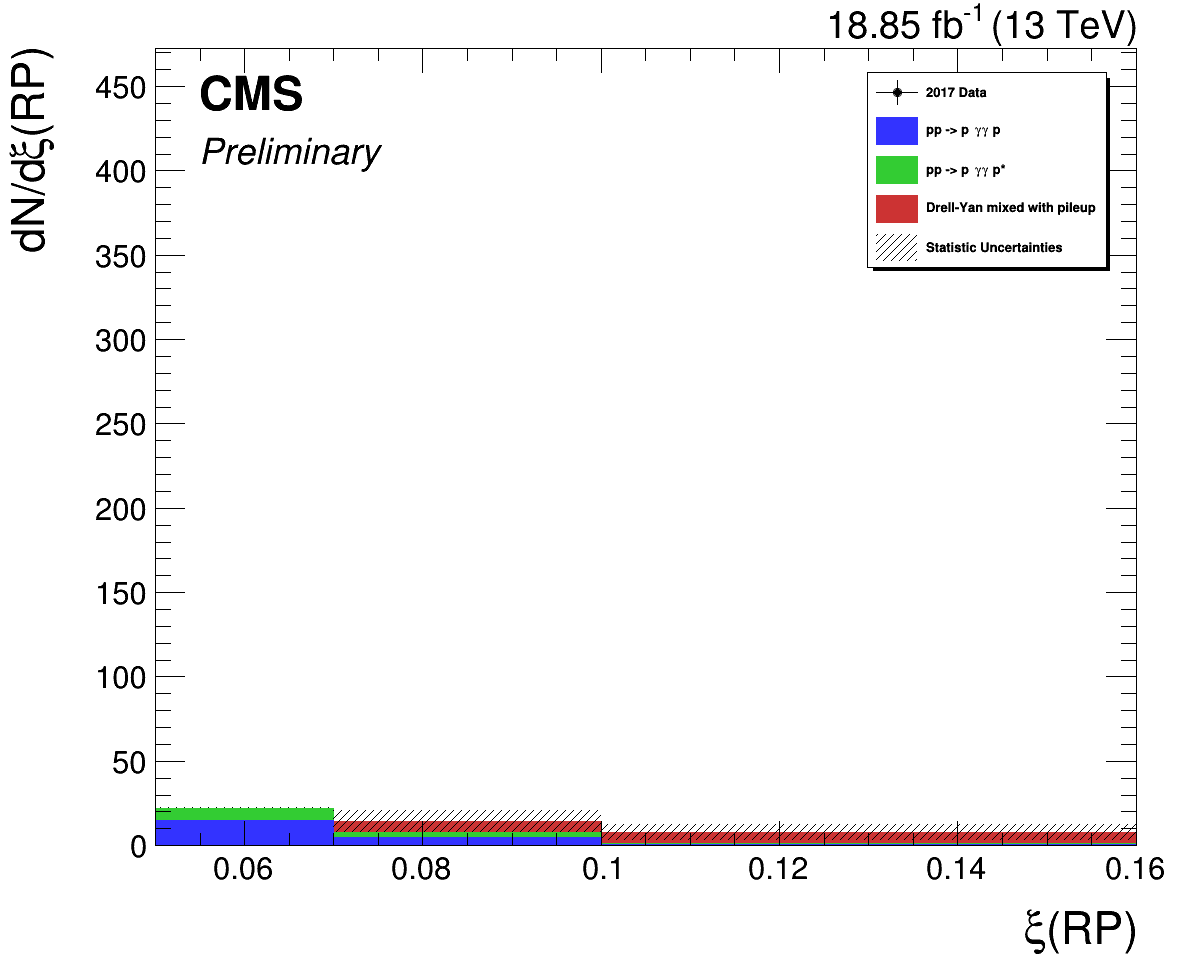 18.85 fb⁻¹ (13 TeV)
dN/dξ(RP)
CMS
Preliminary
2017 Data
pp -> p γγ p
pp -> p γγ p*
Drell-Yan mixed with pileup
Statistic Uncertainties
450
400
350
300
250
200
150
100
50
0
0.06 0.08 0.1 0.12 0.14 0.16
ξ(RP)